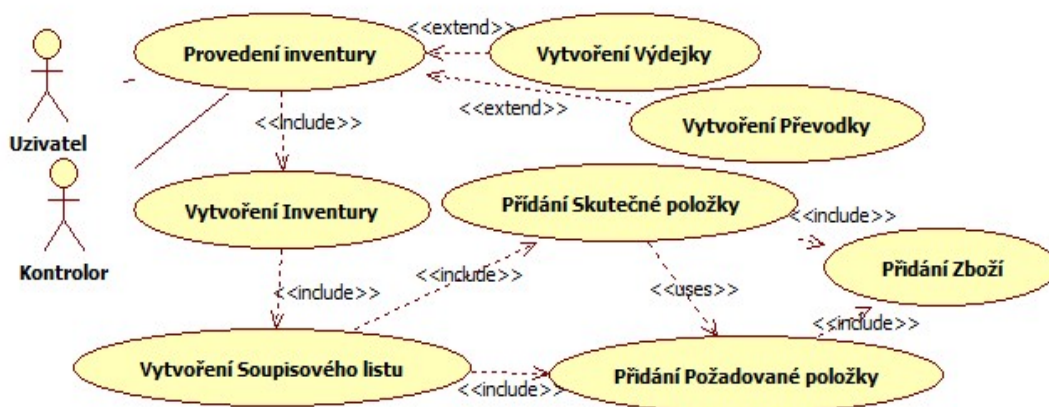 <<extend>>
Provedení inventury
Vytvoření Výdejky
<<extend>>
<<Include>>
Vytvoření Převodky
Uzivatel
Vytvoření Inventury
Přídání Skutečné položky
<<include>>
Kontrolor
<<include>>
<<include>>
<<uses>>
Přidání Zboží
<<include>>
Vytvoření Soupisového listu
<<include>>
Přidání Požadované položky